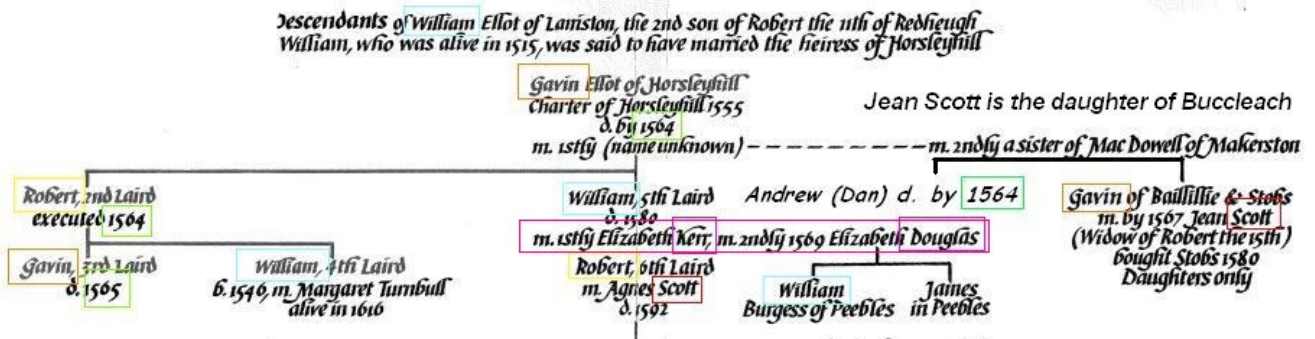 Descendants of William Ellot of Larriston, the 2nd son of Robert the 11th of Redheugh
William, who was alive in 1515, was said to have married the heiress of Horsleyhill
Gavin Ellot of Horsleyhill
Charter of Horsleyhill 1555
d. by 1564
Jean Scott is the daughter of Buccleach
m. 1stly (name unknown) – – – – – – – – – – – m. 2ndly a sister of Mac Dowell of Makerston
Robert, 2nd Laird
executed 1564
William, 5th Laird
d. 1580
m. 1stly Elizabeth Kerr, m. 2ndly 1569 Elizabeth Douglas
Andrew (Dan) d. by 1564
Gavin of Baillillie & Stobs
m. by 1567 Jean Scott
(Widow of Robert the 15th)
bought Stobs 1580
Daughters only
Gavin, 3rd Laird
d. 1565
William, 4th Laird
b. 1546, m. Margaret Turnbull
alive in 1616
Robert, 6th Laird
m. Agnes Scott
d. 1592
William
Burgess of Peebles
James
in Peebles